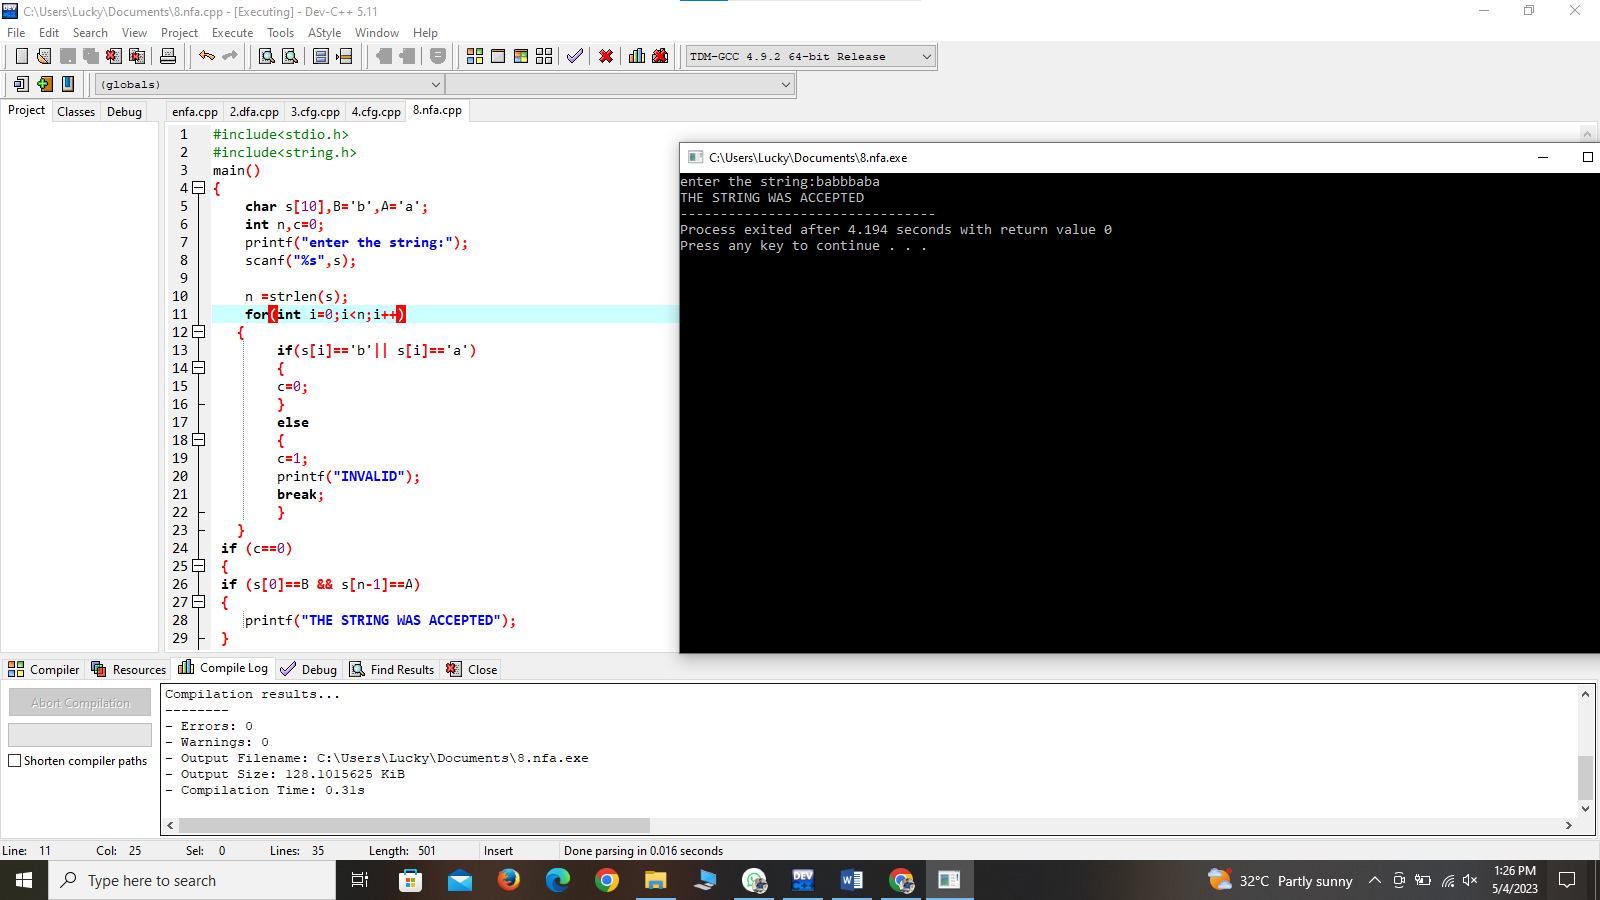 C:\Users\Lucky\Documents\8.nfa.cpp - [Executing] - Dev-C++ 5.11
File Edit Search View Project Execute Tools AStyle Window Help
TDM-GCC 4.9.2 64-bit Release
(globals)
Project Classes Debug
enfa.cpp 2.dfa.cpp 3.cfg.cpp 4.cfg.cpp 8.nfa.cpp
1 #include<stdio.h>
2 #include<string.h>
3 main()
4 {
5 char s[10],B='b',A='a';
6 int n,c=0;
7 printf("enter the string:");
8 scanf("%s",s);
9
10 n =strlen(s);
11 for(int i=0;i<n;i++)
12 {
13 if(s[i]=='b'|| s[i]=='a')
14 {
15 c=0;
16 }
17 else
18 {
19 c=1;
20 printf("INVALID");
21 break;
22 }
23 }
24 if (c==0)
25 {
26 if (s[0]==B && s[n-1]==A)
27 {
28 printf("THE STRING WAS ACCEPTED");
29 }
C:\Users\Lucky\Documents\8.nfa.exe
enter the string:babbbaba
THE STRING WAS ACCEPTED
--------------------------------
Process exited after 4.194 seconds with return value 0
Press any key to continue . . .
Compiler Resources Compile Log Debug Find Results Close
Abort Compilation
Shorten compiler paths
Compilation results...
--------
- Errors: 0
- Warnings: 0
- Output Filename: C:\Users\Lucky\Documents\8.nfa.exe
- Output Size: 128.1015625 KiB
- Compilation Time: 0.31s
Line: 11 Col: 25 Sel: 0 Lines: 35 Length: 501 Insert Done parsing in 0.016 seconds
Type here to search
DEV
32°C Partly sunny
1:26 PM
5/4/2023